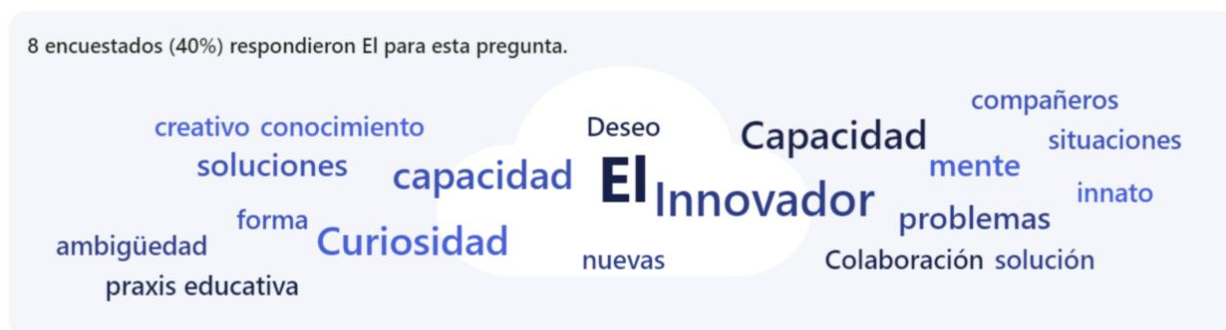 8 encuestados (40%) respondieron El para esta pregunta.
compañeros
creativo conocimiento
Deseo
Capacidad
situaciones
soluciones
capacidad
El
Innovador
mente
innato
forma
Curiosidad
problemas
ambigüedad
nuevas
Colaboración solución
praxis educativa